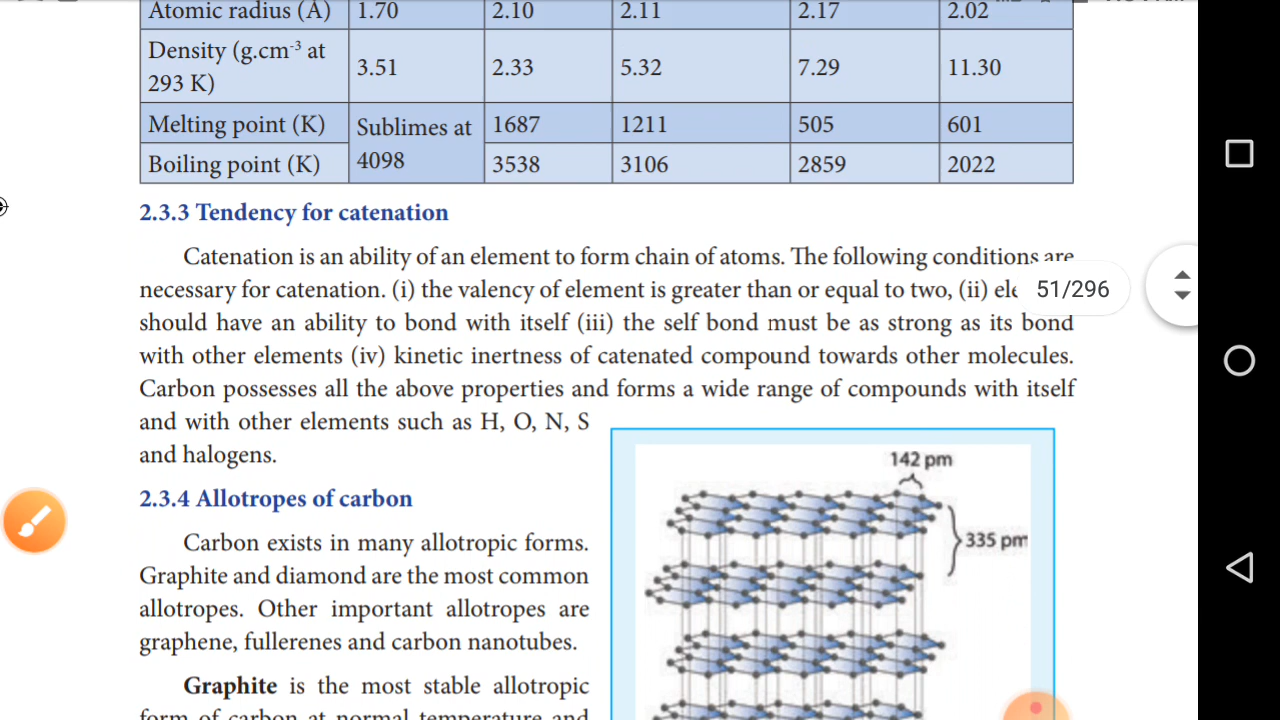 Atomic radius (Å) 1.70 2.10 2.11 2.17 2.02
Density (g.cm⁻³ at 293 K) 3.51 2.33 5.32 7.29 11.30
Melting point (K) Sublimes at 4098 1687 1211 505 601
Boiling point (K) 3538 3106 2859 2022
2.3.3 Tendency for catenation
Catenation is an ability of an element to form chain of atoms. The following conditions are
necessary for catenation. (i) the valency of element is greater than or equal to two, (ii)
51/296
should have an ability to bond with itself (iii) the self bond must be as strong as its bond
with other elements (iv) kinetic inertness of catenated compound towards other molecules.
Carbon possesses all the above properties and forms a wide range of compounds with itself
and with other elements such as H, O, N, S
and halogens.
142 pm
335 pm
2.3.4 Allotropes of carbon
Carbon exists in many allotropic forms.
Graphite and diamond are the most common
allotropes. Other important allotropes are
graphene, fullerenes and carbon nanotubes.
Graphite is the most stable allotropic
form of carbon at normal temperature and